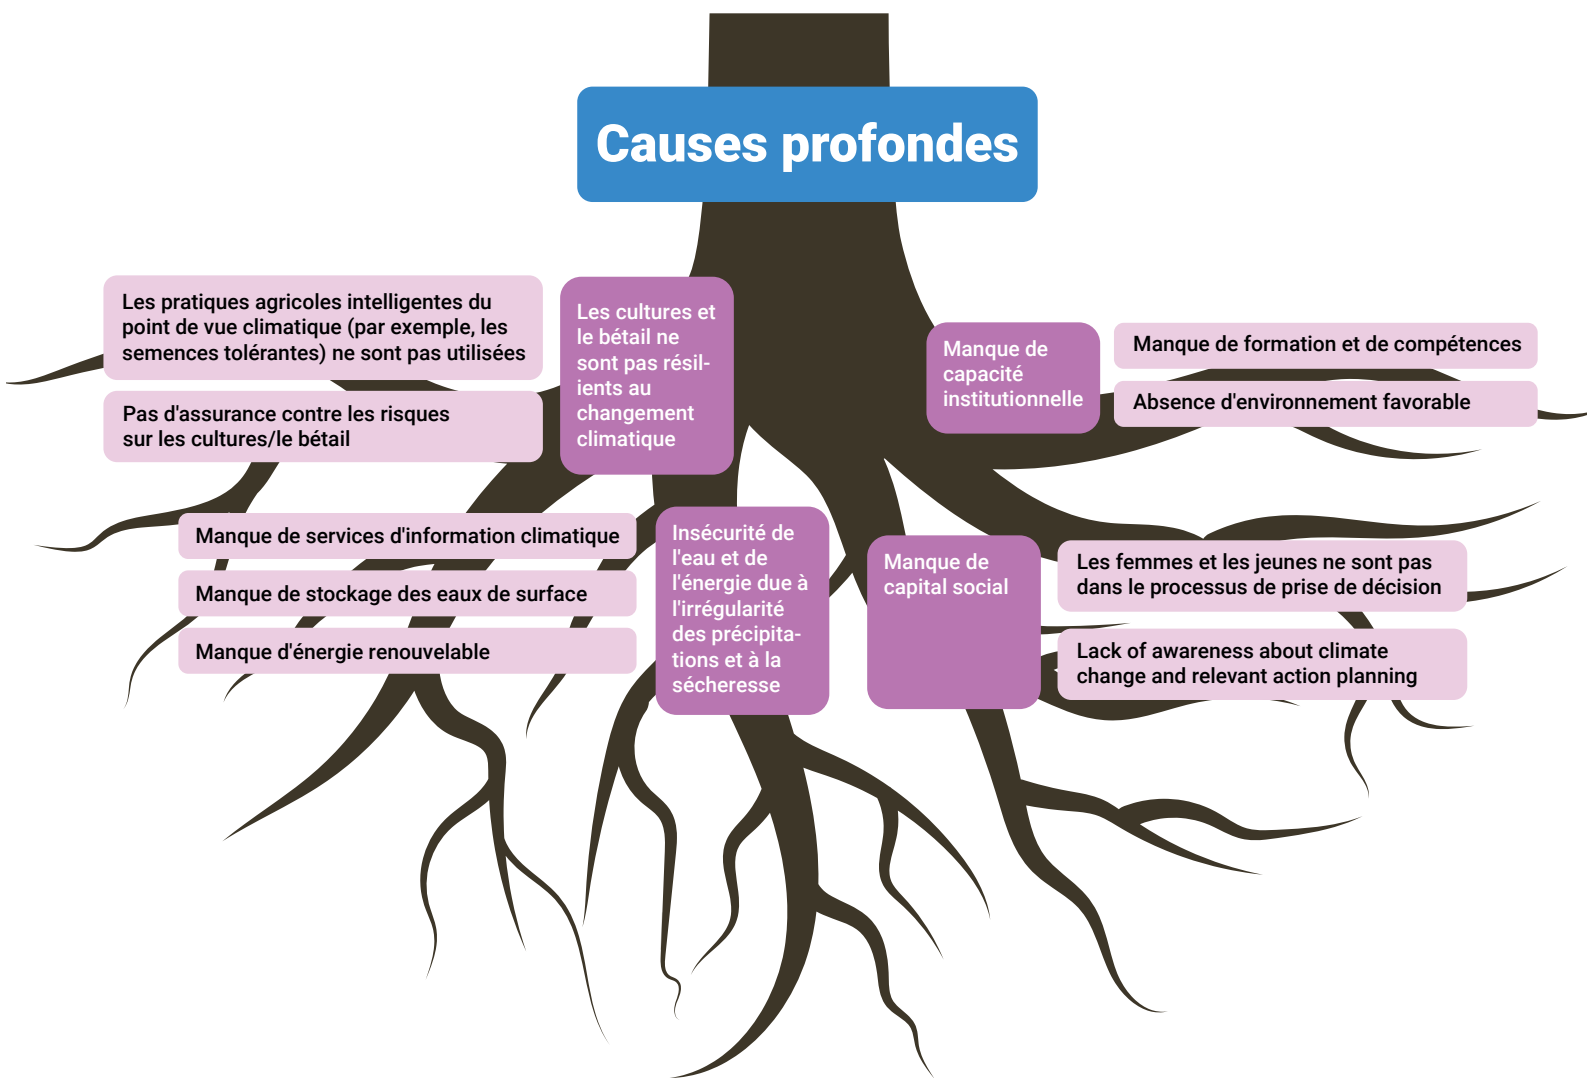 Causes profondes
Les pratiques agricoles intelligentes du
point de vue climatique (par exemple, les
semences tolérantes) ne sont pas utilisées
Pas d'assurance contre les risques
sur les cultures/le bétail
Les cultures et
le bétail ne
sont pas résil-
ients au
changement
climatique
Manque de
capacité
institutionnelle
Manque de formation et de compétences
Absence d'environnement favorable
Manque de services d'information climatique
Manque de stockage des eaux de surface
Manque d'énergie renouvelable
Insécurité de
l'eau et de
l'énergie due à
l'irrégularité
des précipita-
tions et à la
sécheresse
Manque de
capital social
Les femmes et les jeunes ne sont pas
dans le processus de prise de décision
Lack of awareness about climate
change and relevant action planning